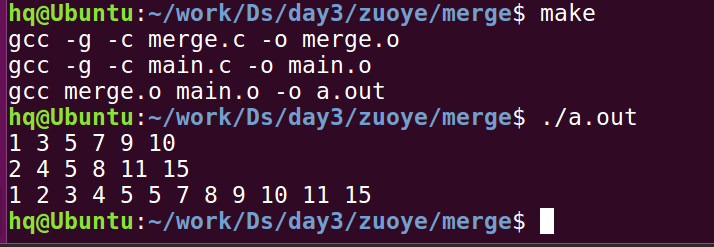 hq@Ubuntu:~/work/Ds/day3/zuoye/merge$ make
gcc -g -c merge.c -o merge.o
gcc -g -c main.c -o main.o
gcc merge.o main.o -o a.out
hq@Ubuntu:~/work/Ds/day3/zuoye/merge$ ./a.out
1 3 5 7 9 10
2 4 5 8 11 15
1 2 3 4 5 5 7 8 9 10 11 15
hq@Ubuntu:~/work/Ds/day3/zuoye/merge$